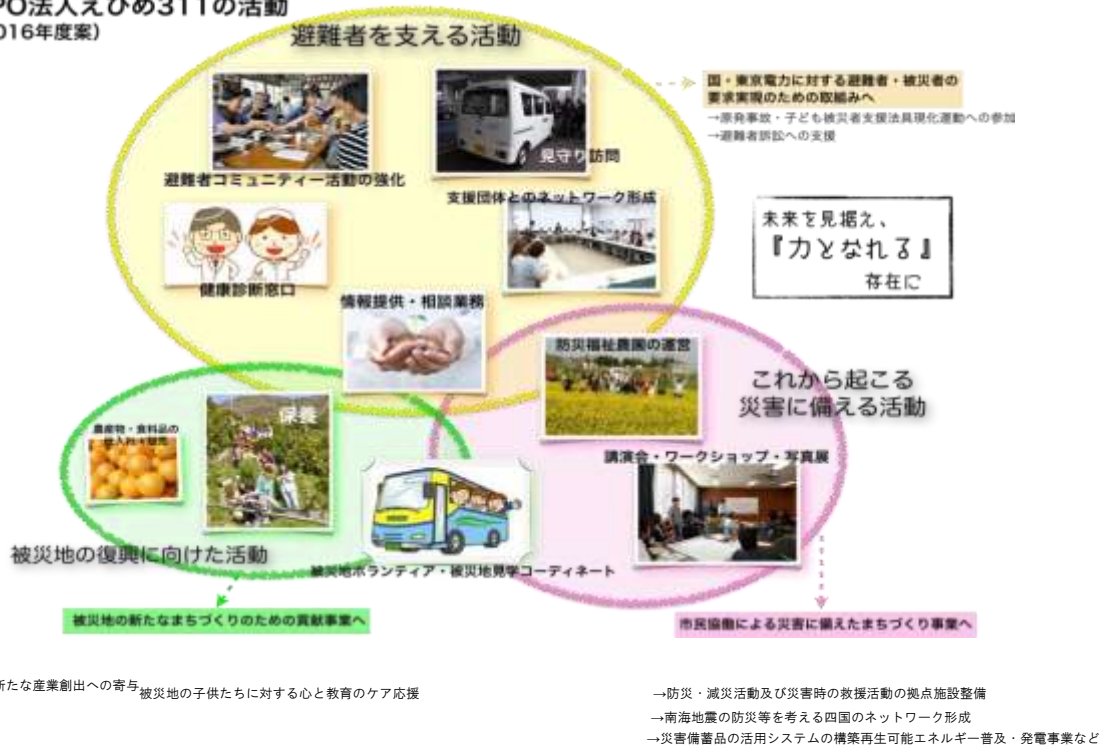 PO法人えひめ311の活動
016年度案）
避難者を支える活動
国・東京電力に対する避難者・被災者の
要求実現のための取組みへ
→原発事故・子ども被災者支援法具現化運動への参加
→避難者訴訟への支援
見守り訪問
避難者コミュニティー活動の強化
支援団体とのネットワーク形成
未来を見据え、
『力となれる』
存在に
健康診断窓口
情報提供・相談業務
防災福祉農園の運営
これから起こる
災害に備える活動
保養
農産物・食料品の
講演会・ワークショップ・写真展
被災地の復興に向けた活動
被災地ボランティア・被災地見学コーディネート
被災地の新たなまちづくりのための貢献事業へ
市民協働による災害に備えたまちづくり事業へ
新たな産業創出への寄与
被災地の子供たちに対する心と教育のケア応援
→防災・減災活動及び災害時の救援活動の拠点施設整備
→南海地震の防災等を考える四国のネットワーク形成
→災害備蓄品の活用システムの構築再生可能エネルギー普及・発電事業など